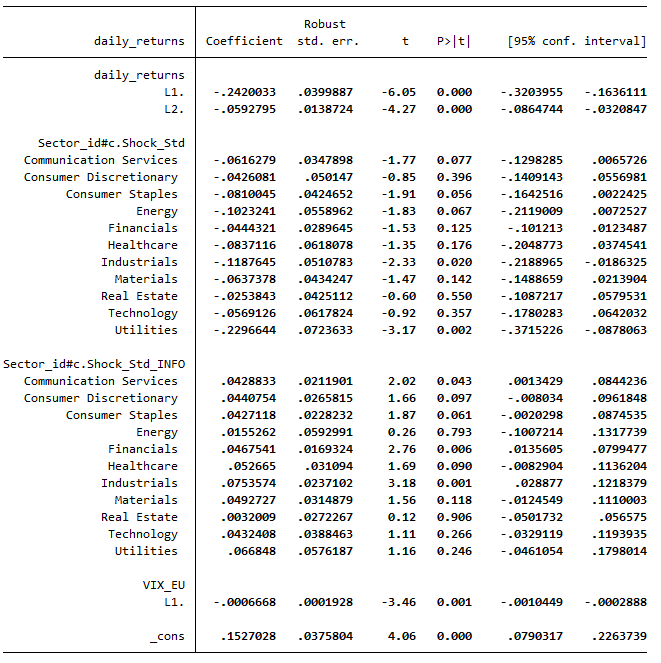 Robust
daily_returns Coefficient std. err. t P>|t| [95% conf. interval]
daily_returns
L1. -.2420033 .0399887 -6.05 0.000 -.3203955 -.1636111
L2. -.0592795 .0138724 -4.27 0.000 -.0864744 -.0320847
Sector_id#c.Shock_Std
Communication Services -.0616279 .0347898 -1.77 0.077 -.1298285 .0065726
Consumer Discretionary -.0426081 .050147 -0.85 0.396 -.1409143 .0556981
Consumer Staples -.0810045 .0424652 -1.91 0.056 -.1642516 .0022425
Energy -.1023241 .0558962 -1.83 0.067 -.2119009 .0072527
Financials -.0444321 .0289645 -1.53 0.125 -.101213 .0123487
Healthcare -.0837116 .0618078 -1.35 0.176 -.2048773 .0374541
Industrials -.1187645 .0510783 -2.33 0.020 -.2188965 -.0186325
Materials -.0637378 .0434247 -1.47 0.142 -.1488659 .0213904
Real Estate -.0253843 .0425112 -0.60 0.550 -.1087217 .0579531
Technology -.0569126 .0617824 -0.92 0.357 -.1780283 .0642032
Utilities -.2296644 .0723633 -3.17 0.002 -.3715226 -.0878063
Sector_id#c.Shock_Std_INFO
Communication Services .0428833 .0211901 2.02 0.043 .0013429 .0844236
Consumer Discretionary .0440754 .0265815 1.66 0.097 -.008034 .0961848
Consumer Staples .0427118 .0228232 1.87 0.061 -.0020298 .0874535
Energy .0155262 .0592991 0.26 0.793 -.1007214 .1317739
Financials .0467541 .0169324 2.76 0.006 .0135605 .0799477
Healthcare .052665 .031094 1.69 0.090 -.0082904 .1136204
Industrials .0753574 .0237102 3.18 0.001 .028877 .1218379
Materials .0492727 .0314879 1.56 0.118 -.0124549 .1110003
Real Estate .0032009 .0272267 0.12 0.906 -.0501732 .056575
Technology .0432408 .0388463 1.11 0.266 -.0329119 .1193935
Utilities .066848 .0576187 1.16 0.246 -.0461054 .1798014
VIX_EU
L1. -.0006668 .0001928 -3.46 0.001 -.0010449 -.0002888
_cons .1527028 .0375804 4.06 0.000 .0790317 .2263739